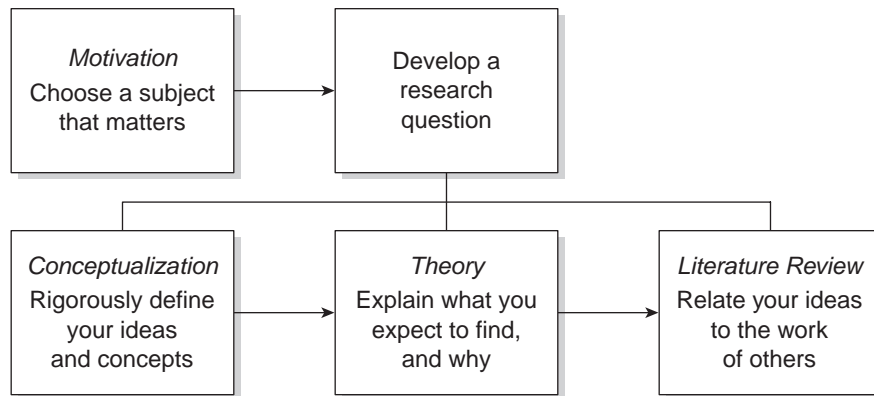 Motivation
Choose a subject
that matters
Develop a
research
question
Conceptualization
Rigorously define
your ideas
and concepts
Theory
Explain what you
expect to find,
and why
Literature Review
Relate your ideas
to the work
of others